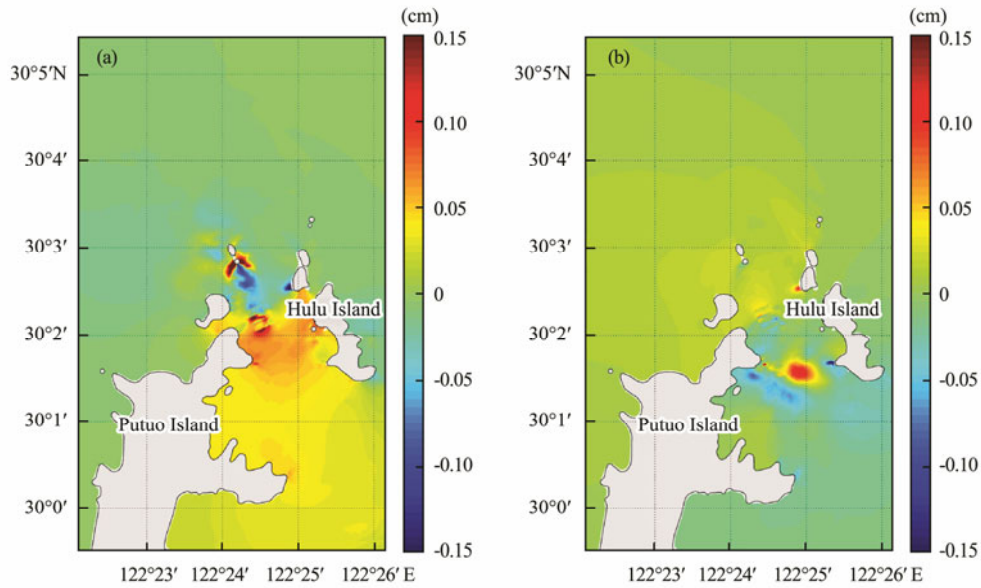 (cm)
(cm)
(a)
0.15
(b)
0.15
30°5′N
30°5′N
0.10
0.10
30°4′
30°4′
0.05
0.05
30°3′
30°3′
0
0
Hulu Island
Hulu Island
30°2′
30°2′
-0.05
-0.05
30°1′
30°1′
Putuo Island
Putuo Island
-0.10
-0.10
30°0′
30°0′
-0.15
-0.15
122°23′ 122°24′ 122°25′ 122°26′ E
122°23′ 122°24′ 122°25′ 122°26′ E